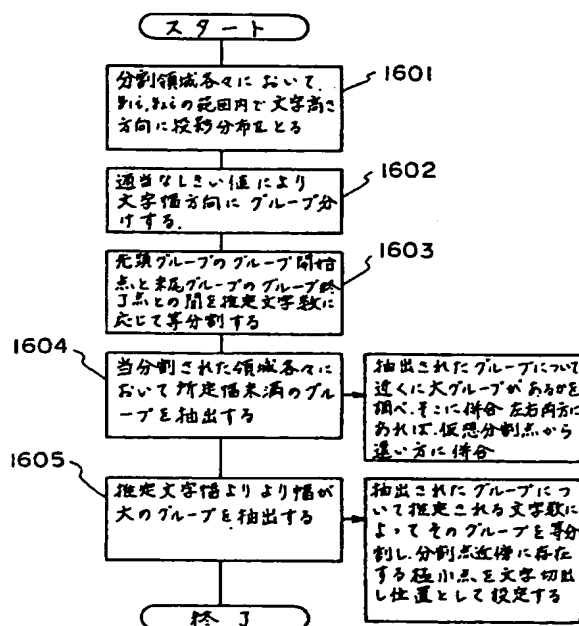 スタート
1601
分割領域各々において、
y1i, y2iの範囲内で文字高さ
方向に投影分布をとる
1602
適当なしきい値により
文字幅方向にグループ分
けする.
1603
先頭グループのグループ開始
点と末尾グループのグループ終
了点との間を推定文字数に
応じて等分割する
1604
当分割された領域各々に
おいて所定幅未満のグル
ープを抽出する
抽出されたグループについて
近くに大グループがあるかを
調べ、そこに併合 左右両方に
あれば、仮想分割点から
遠い方に併合
1605
推定文字幅よりより幅が
大のグループを抽出する
抽出されたグループにつ
いて推定される文字数に
よってそのグループを等分
割し、分割点近傍に存在
する極小点を文字切出
し位置として設定する
終了